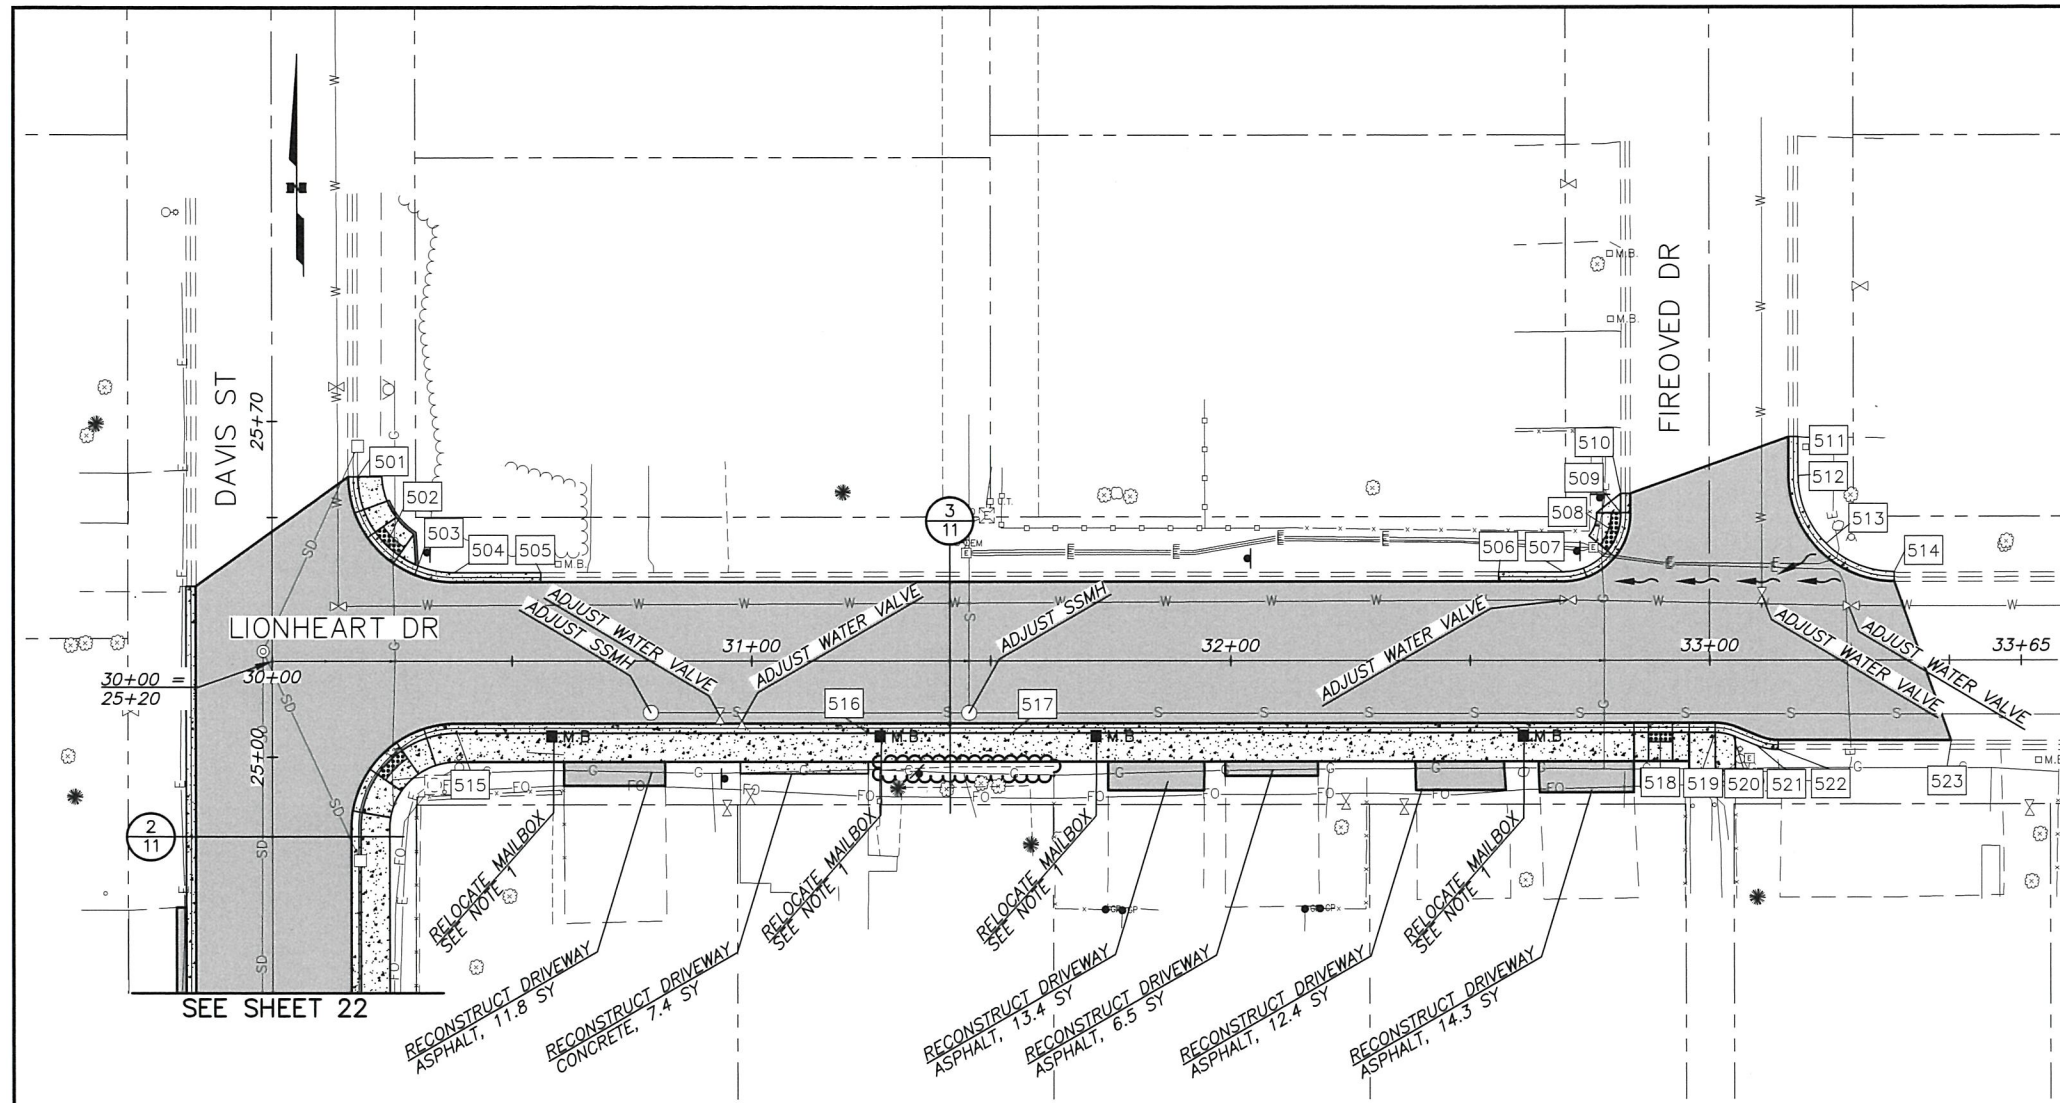 DAVIS ST
25+70
FIREOVED DR
M.B.
M.B.
501
502
503
504
505
M.B.
3
11
U.T.
EM
E
506
507
508
509
510
511
512
513
514
LIONHEART DR
30+00 =
25+20
30+00
25+00
31+00
32+00
33+00
33+65
ADJUST WATER VALVE
ADJUST SSMH
ADJUST WATER VALVE
ADJUST SSMH
ADJUST WATER VALVE
ADJUST WATER VALVE
ADJUST WATER VALVE
515
516
517
518
519
520
521
522
523
M.B.
M.B.
M.B.
M.B.
2
11
SEE SHEET 22
RELOCATE MAILBOX
SEE NOTE 1
RELOCATE MAILBOX
SEE NOTE 1
RELOCATE MAILBOX
SEE NOTE 1
RELOCATE MAILBOX
SEE NOTE 1
RECONSTRUCT DRIVEWAY
ASPHALT, 11.8 SY
RECONSTRUCT DRIVEWAY
CONCRETE, 7.4 SY
RECONSTRUCT DRIVEWAY
ASPHALT, 13.4 SY
RECONSTRUCT DRIVEWAY
ASPHALT, 6.5 SY
RECONSTRUCT DRIVEWAY
ASPHALT, 12.4 SY
RECONSTRUCT DRIVEWAY
ASPHALT, 14.3 SY